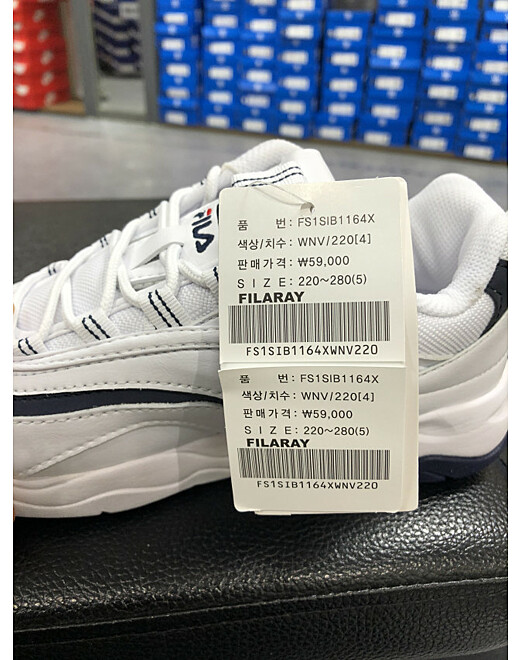 FILA
품 번: FS1SIB1164X
색상/치수: WNV/220[4]
판매가격: ₩59,000
SIZE: 220~280(5)
FILARAY
FS1SIB1164XWNV220
품 번: FS1SIB1164X
색상/치수: WNV/220[4]
판매가격: ₩59,000
SIZE: 220~280(5)
FILARAY
FS1SIB1164XWNV220